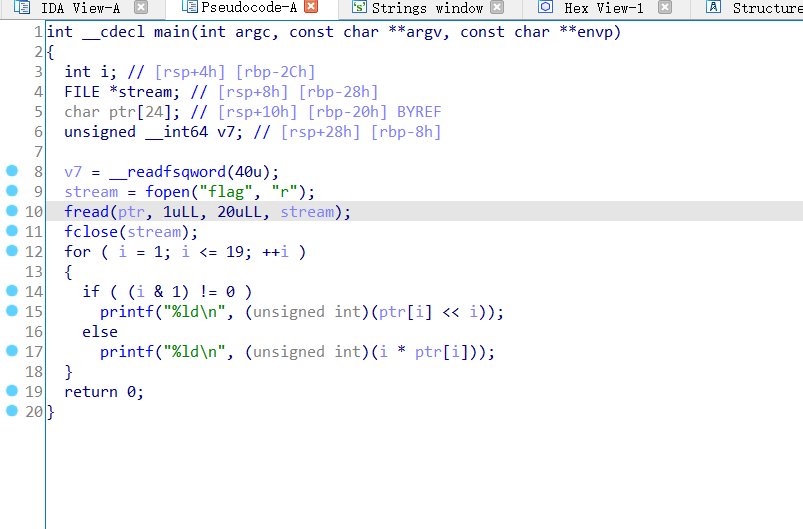 IDA View-A Pseudocode-A Strings window Hex View-1 Structure
1 int __cdecl main(int argc, const char **argv, const char **envp)
2 {
3   int i; // [rsp+4h] [rbp-2Ch]
4   FILE *stream; // [rsp+8h] [rbp-28h]
5   char ptr[24]; // [rsp+10h] [rbp-20h] BYREF
6   unsigned __int64 v7; // [rsp+28h] [rbp-8h]
7
8   v7 = __readfsqword(40u);
9   stream = fopen("flag", "r");
10   fread(ptr, 1uLL, 20uLL, stream);
11   fclose(stream);
12   for ( i = 1; i <= 19; ++i )
13   {
14     if ( (i & 1) != 0 )
15       printf("%ld\n", (unsigned int)(ptr[i] << i));
16     else
17       printf("%ld\n", (unsigned int)(i * ptr[i]));
18   }
19   return 0;
20 }